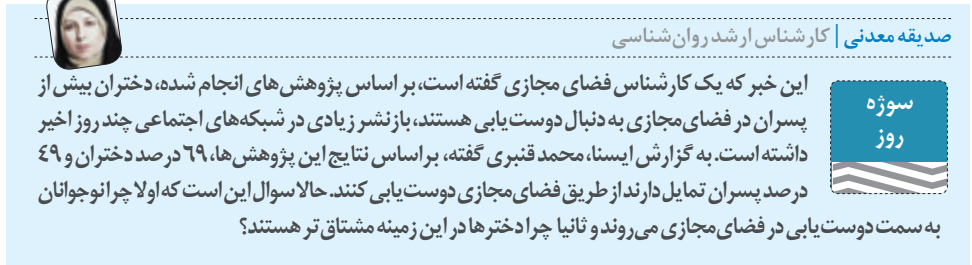 صدیقه معدنی | کارشناس ارشد روان‌شناسی
سوژه
روز
این خبر که یک کارشناس فضای مجازی گفته است، بر اساس پژوهش‌های انجام شده، دختران بیش از
پسران در فضای مجازی به دنبال دوست یابی هستند، بازنشر زیادی در شبکه‌های اجتماعی چند روز اخیر
داشته است. به گزارش ایسنا، محمد قنبری گفته، بر اساس نتایج این پژوهش‌ها، ٦٩ درصد دختران و ٤٩
درصد پسران تمایل دارند از طریق فضای مجازی دوست‌یابی کنند. حالا سوال این است که اولا چرا نوجوانان
به سمت دوست‌یابی در فضای مجازی می‌روند و ثانیا چرا دخترها در این زمینه مشتاق تر هستند؟